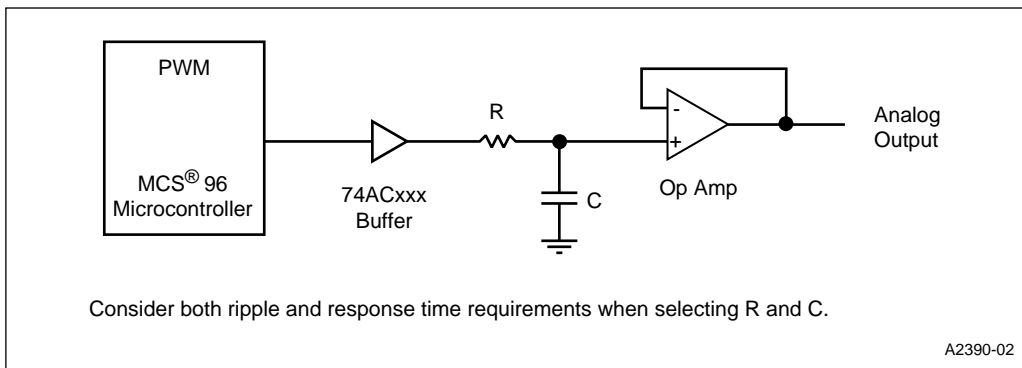 PWM
MCS® 96
Microcontroller
74ACxxx
Buffer
R
C
-
+
Op Amp
Analog
Output
Consider both ripple and response time requirements when selecting R and C.
A2390-02